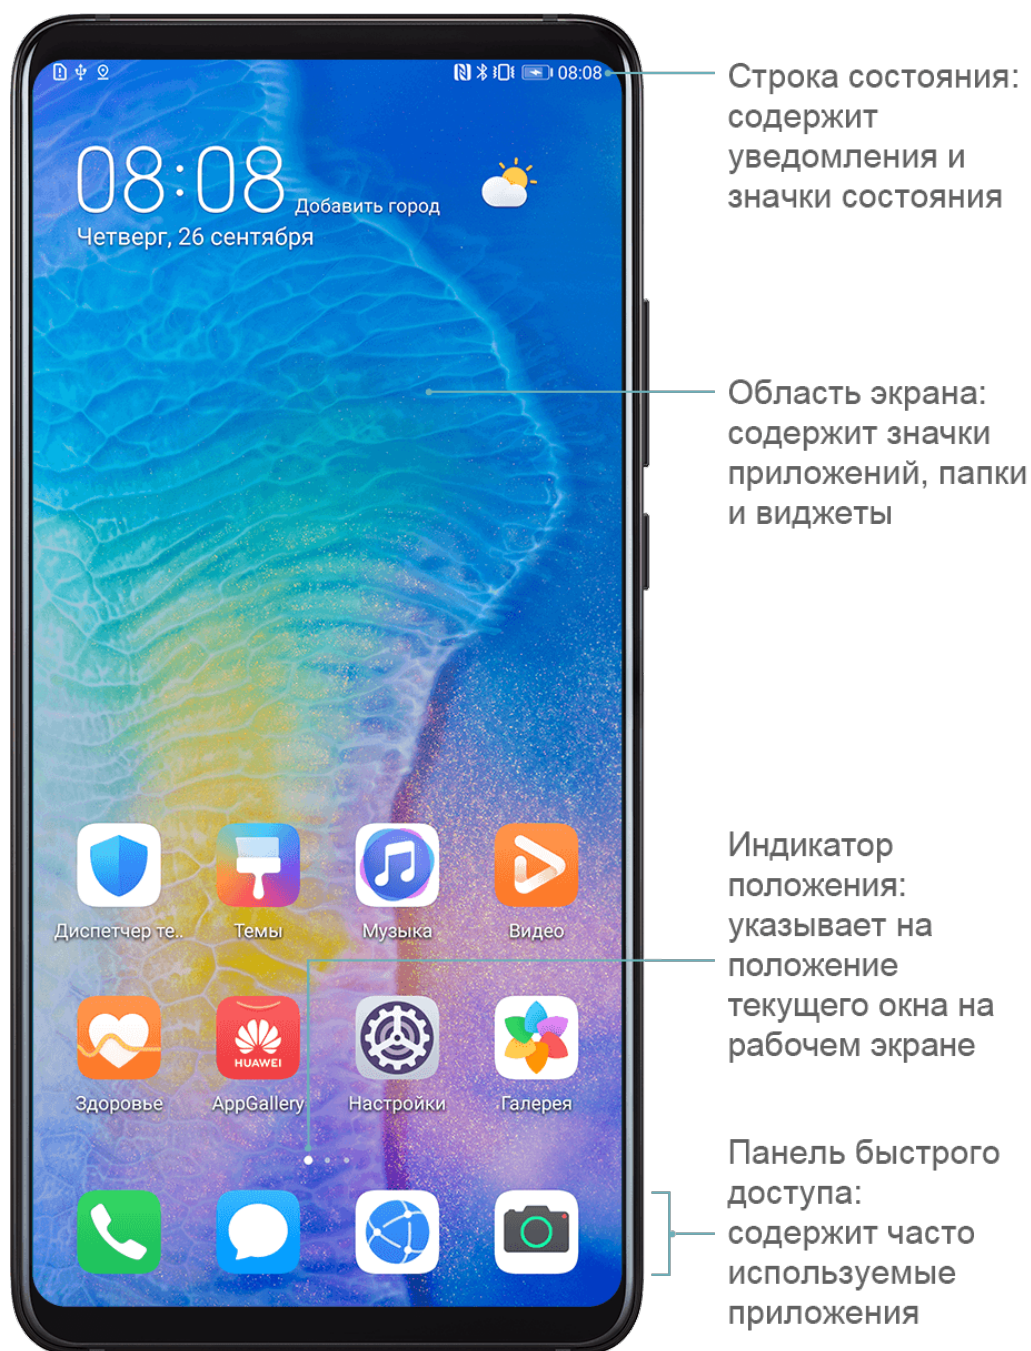 08:08
Строка состояния:
содержит
уведомления и
значки состояния
08:08
Добавить город
Четверг, 26 сентября
Область экрана:
содержит значки
приложений, папки
и виджеты
Диспетчер те..
Темы
Музыка
Видео
Индикатор
положения:
указывает на
положение
текущего окна на
рабочем экране
HUAWEI
Здоровье
AppGallery
Настройки
Галерея
Панель быстрого
доступа:
содержит часто
используемые
приложения